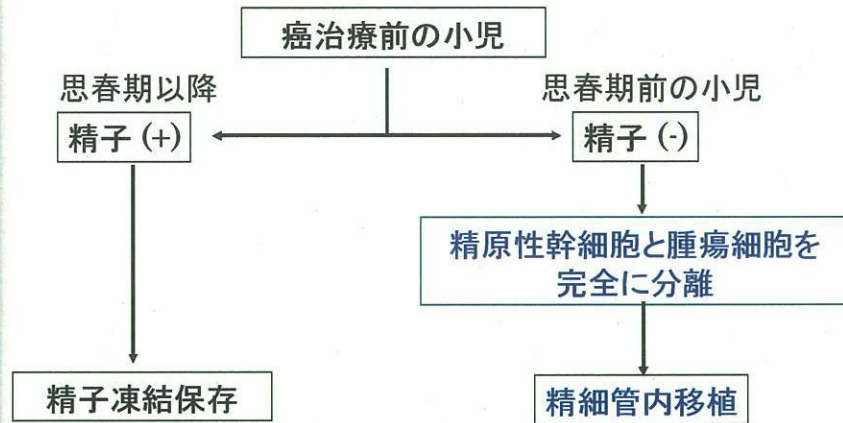 癌治療前の小児
思春期以降
思春期前の小児
精子 (+)
精子 (-)
精原性幹細胞と腫瘍細胞を
完全に分離
精子凍結保存
精細管内移植